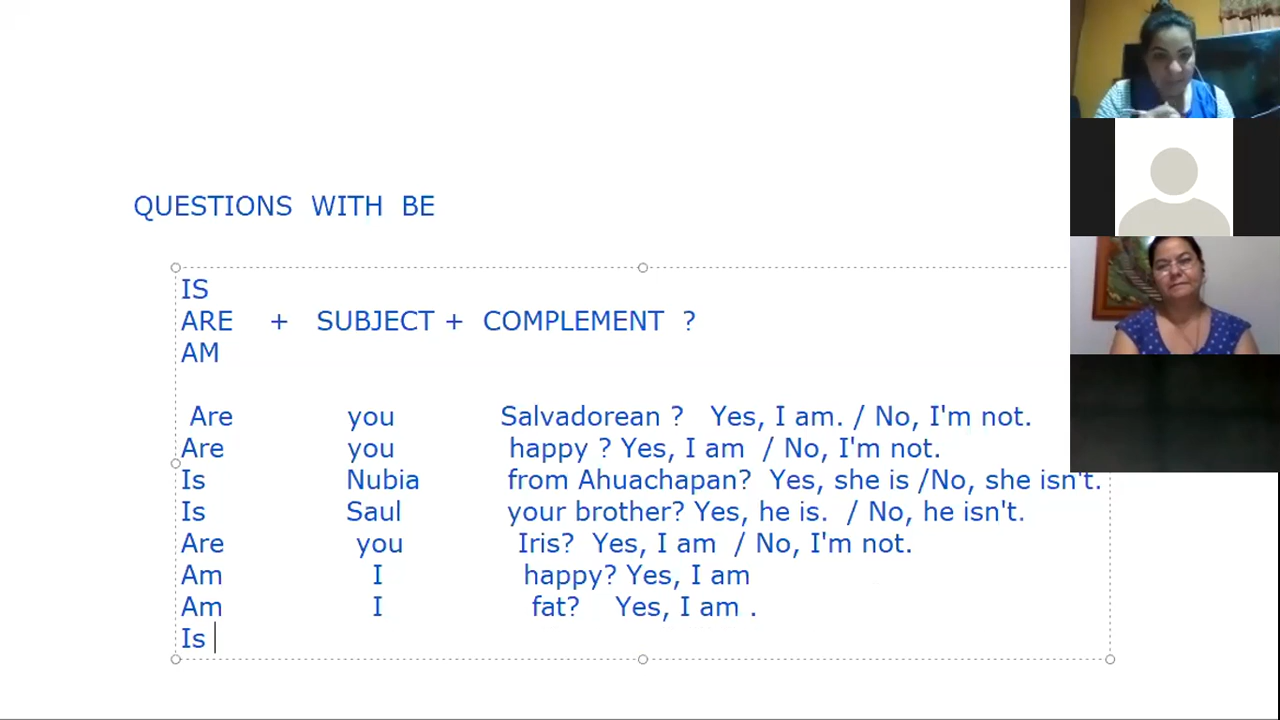 QUESTIONS WITH BE
IS
ARE + SUBJECT + COMPLEMENT ?
AM
Are you Salvadorean ? Yes, I am. / No, I'm not.
Are you happy ? Yes, I am / No, I'm not.
Is Nubia from Ahuachapan? Yes, she is /No, she isn't.
Is Saul your brother? Yes, he is. / No, he isn't.
Are you Iris? Yes, I am / No, I'm not.
Am I happy? Yes, I am
Am I fat? Yes, I am .
Is